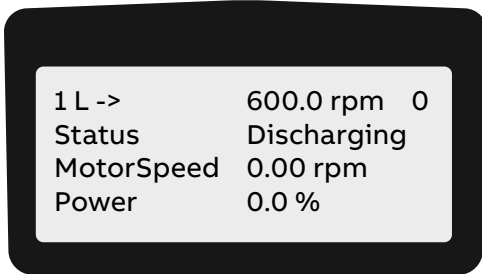 1 L -> 600.0 rpm 0
Status Discharging
MotorSpeed 0.00 rpm
Power 0.0 %